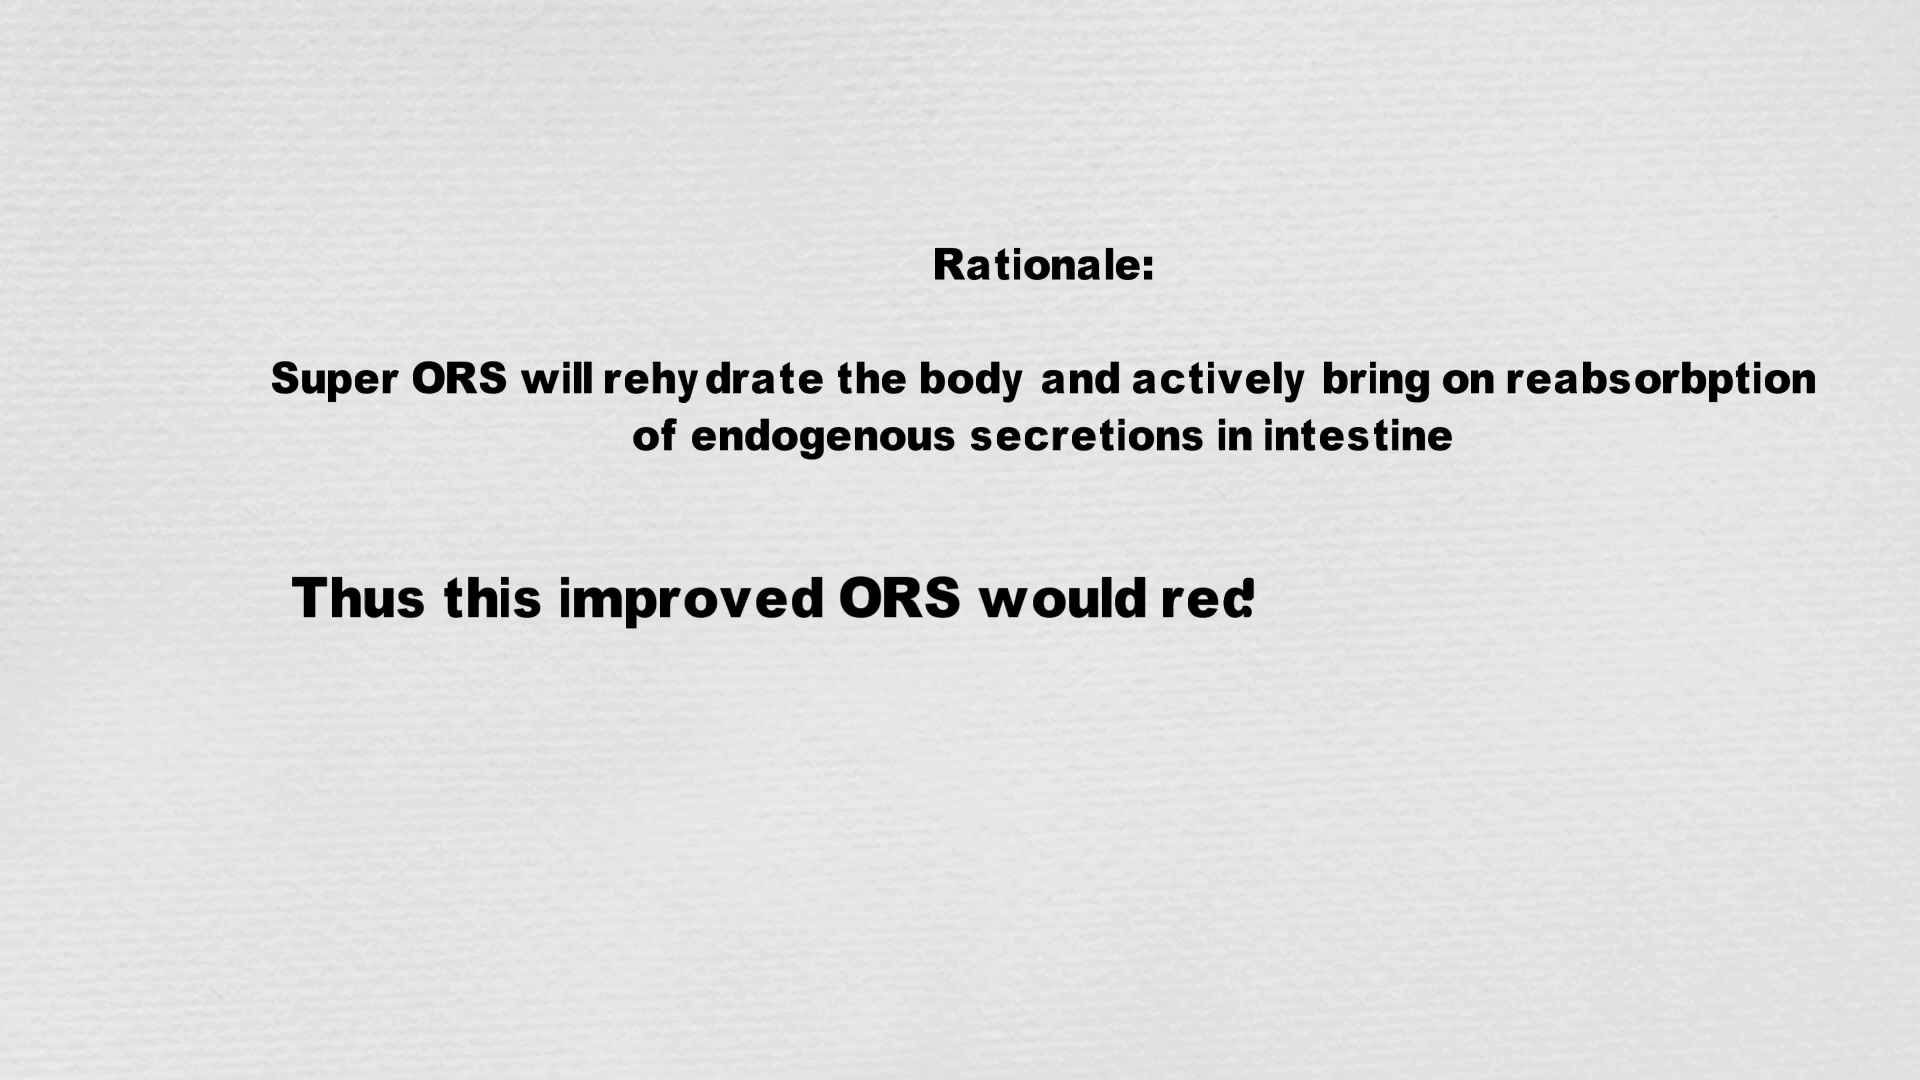 Rationale:
Super ORS will rehydrate the body and actively bring on reabsorbption
of endogenous secretions in intestine
Thus this improved ORS would